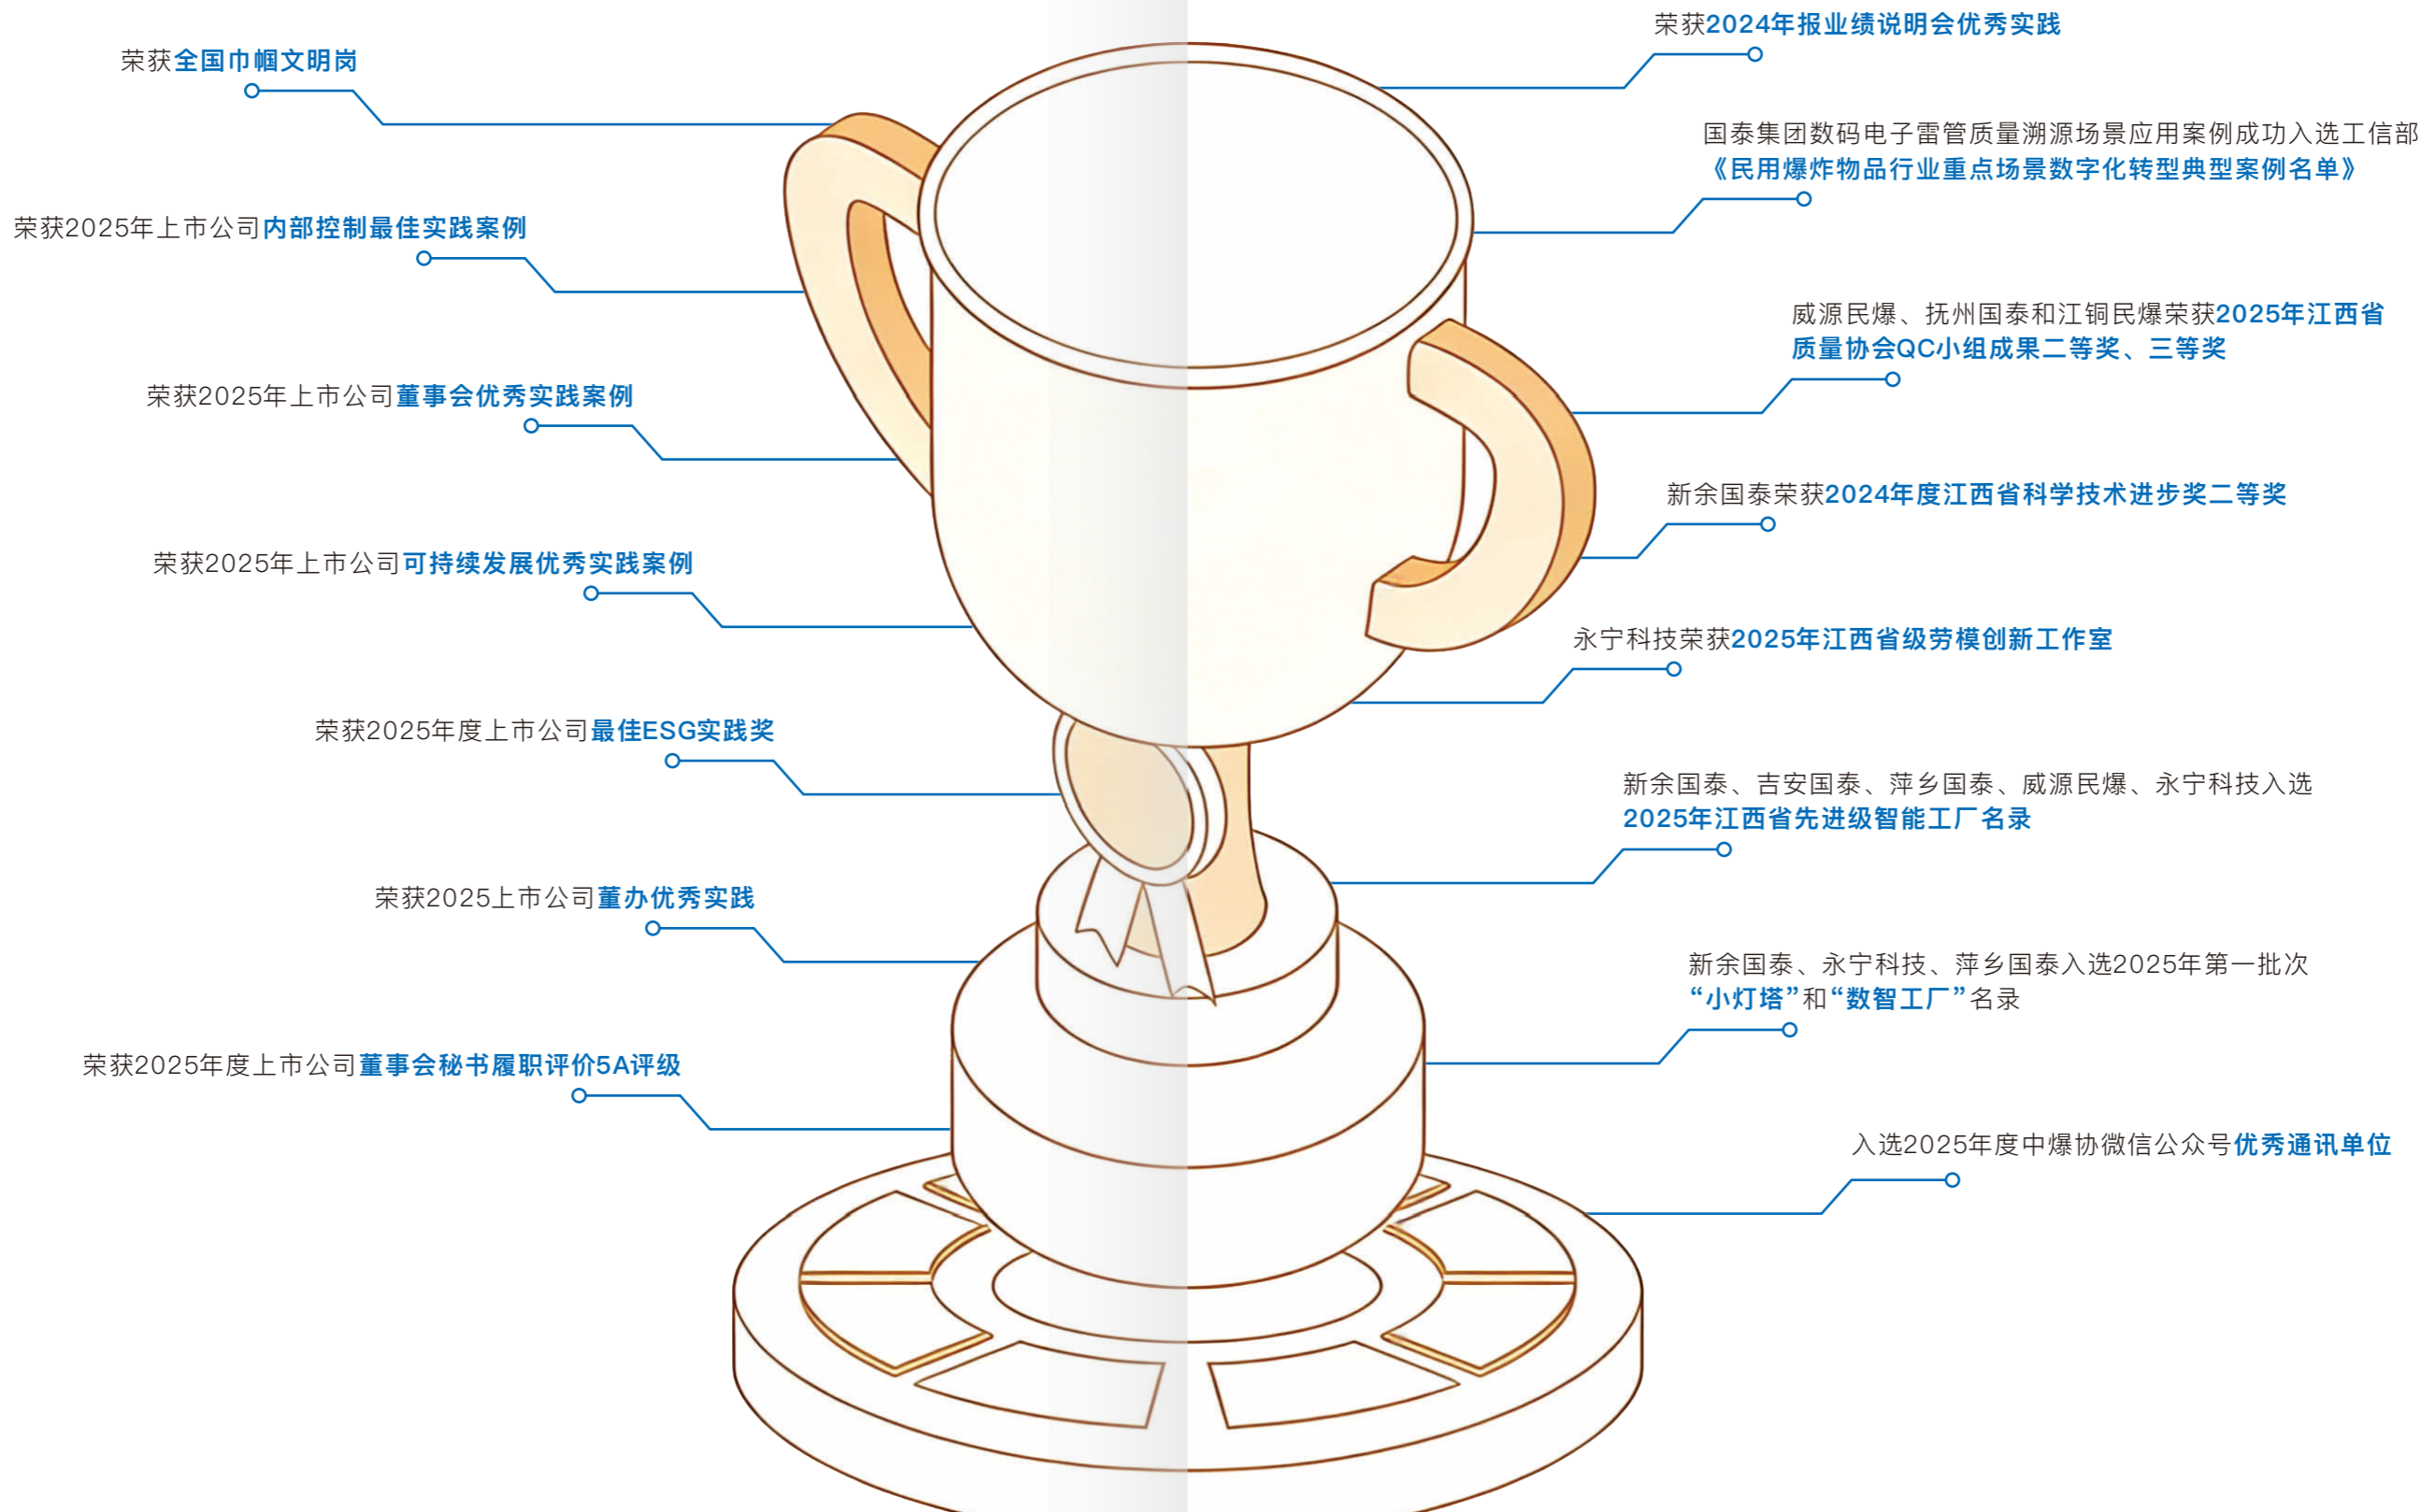 荣获全国巾帼文明岗
荣获2025年上市公司内部控制最佳实践案例
荣获2025年上市公司董事会优秀实践案例
荣获2025年上市公司可持续发展优秀实践案例
荣获2025年度上市公司最佳ESG实践奖
荣获2025上市公司董办优秀实践
荣获2025年度上市公司董事会秘书履职评价5A评级
荣获2024年报业绩说明会优秀实践
国泰集团数码电子雷管质量溯源场景应用案例成功入选工信部
《民用爆炸物品行业重点场景数字化转型典型案例名单》
威源民爆、抚州国泰和江铜民爆荣获2025年江西省
质量协会QC小组成果二等奖、三等奖
新余国泰荣获2024年度江西省科学技术进步奖二等奖
永宁科技荣获2025年江西省级劳模创新工作室
新余国泰、吉安国泰、萍乡国泰、威源民爆、永宁科技入选
2025年江西省先进级智能工厂名录
新余国泰、永宁科技、萍乡国泰入选2025年第一批次
“小灯塔”和“数智工厂”名录
入选2025年度中爆协微信公众号优秀通讯单位